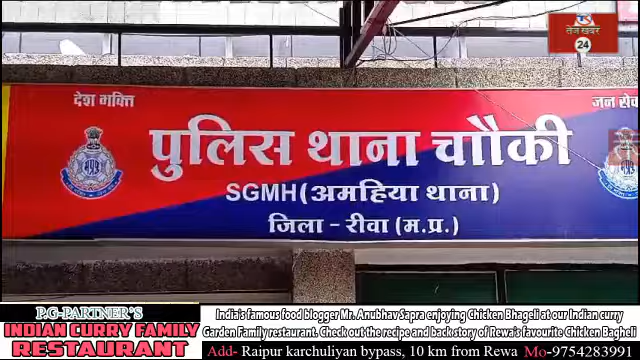 तेज खबर
24
देश भक्ति
जन सेवा
पुलिस थाना चाौकी
SGMH(अमहिया थाना)
जिला - रीवा (म.प्र.)
P.G-PARTNER'S
INDIAN CURRY FAMILY
RESTAURANT
India's famous food blogger Mr. Anubhav Sapra enjoying Chicken Bhageli at our Indian curry
Garden Family restaurant. Check out the recipe and back story of Rewa's favourite Chicken Bagheli
Add- Raipur karchuliyan bypass, 10 km from Rewa Mo-9754283991